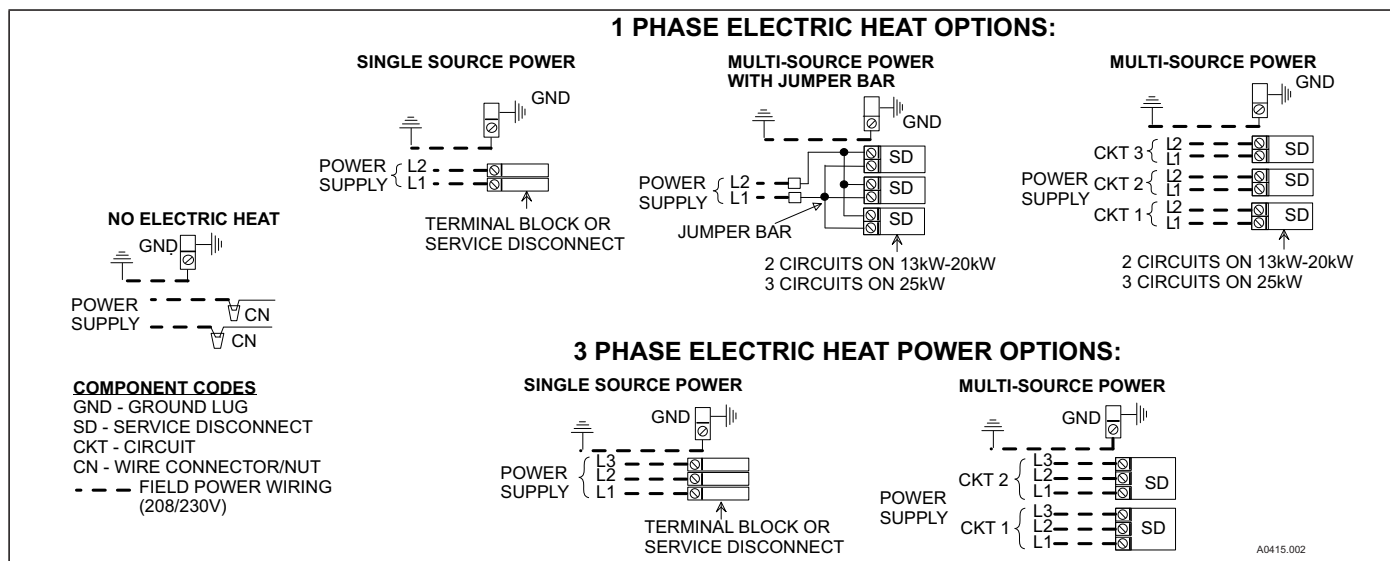 1 PHASE ELECTRIC HEAT OPTIONS:
SINGLE SOURCE POWER
GND
POWER
SUPPLY
L2
L1
TERMINAL BLOCK OR
SERVICE DISCONNECT
MULTI-SOURCE POWER
WITH JUMPER BAR
GND
SD
SD
SD
POWER
SUPPLY
L2
L1
JUMPER BAR
2 CIRCUITS ON 13kW-20kW
3 CIRCUITS ON 25kW
MULTI-SOURCE POWER
GND
CKT 3
L2
L1
SD
POWER
SUPPLY
CKT 2
L2
L1
SD
CKT 1
L2
L1
SD
2 CIRCUITS ON 13kW-20kW
3 CIRCUITS ON 25kW
NO ELECTRIC HEAT
GND
POWER
SUPPLY
CN
CN
COMPONENT CODES
GND - GROUND LUG
SD - SERVICE DISCONNECT
CKT - CIRCUIT
CN - WIRE CONNECTOR/NUT
FIELD POWER WIRING
(208/230V)
3 PHASE ELECTRIC HEAT POWER OPTIONS:
SINGLE SOURCE POWER
GND
POWER
SUPPLY
L3
L2
L1
TERMINAL BLOCK OR
SERVICE DISCONNECT
MULTI-SOURCE POWER
GND
CKT 2
L3
L2
L1
SD
POWER
SUPPLY
CKT 1
L3
L2
L1
SD
A0415.002